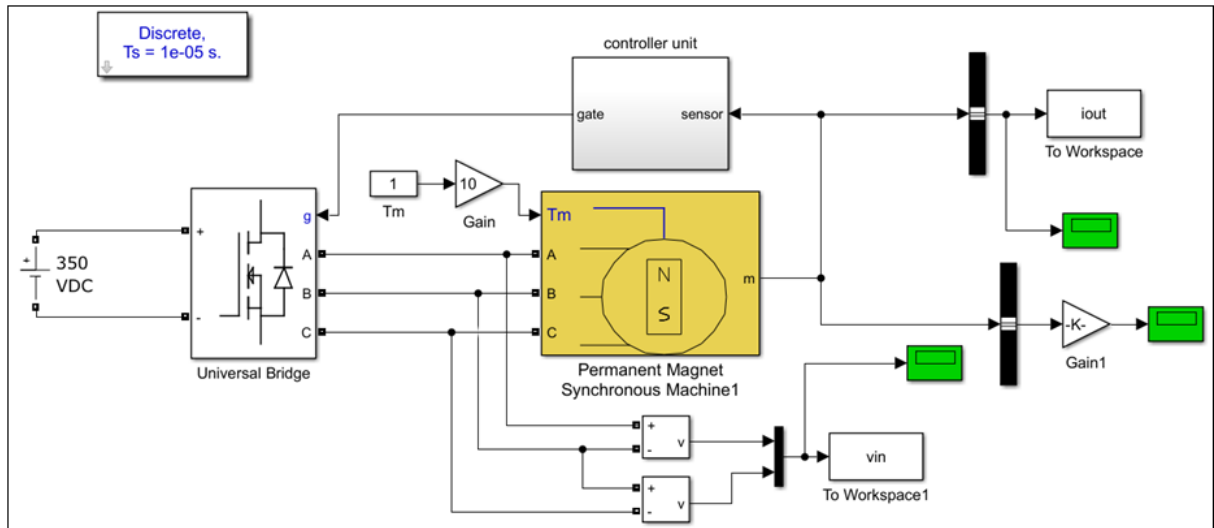 Discrete,
Ts = 1e-05 s.
controller unit
gate
sensor
iout
To Workspace
1
Tm
10
Gain
g
+
A
B
C
-
Universal Bridge
+
350
VDC
Tm
A
B
C
m
N
S
Permanent Magnet
Synchronous Machine1
-K-
Gain1
+
-
v
+
-
v
vin
To Workspace1